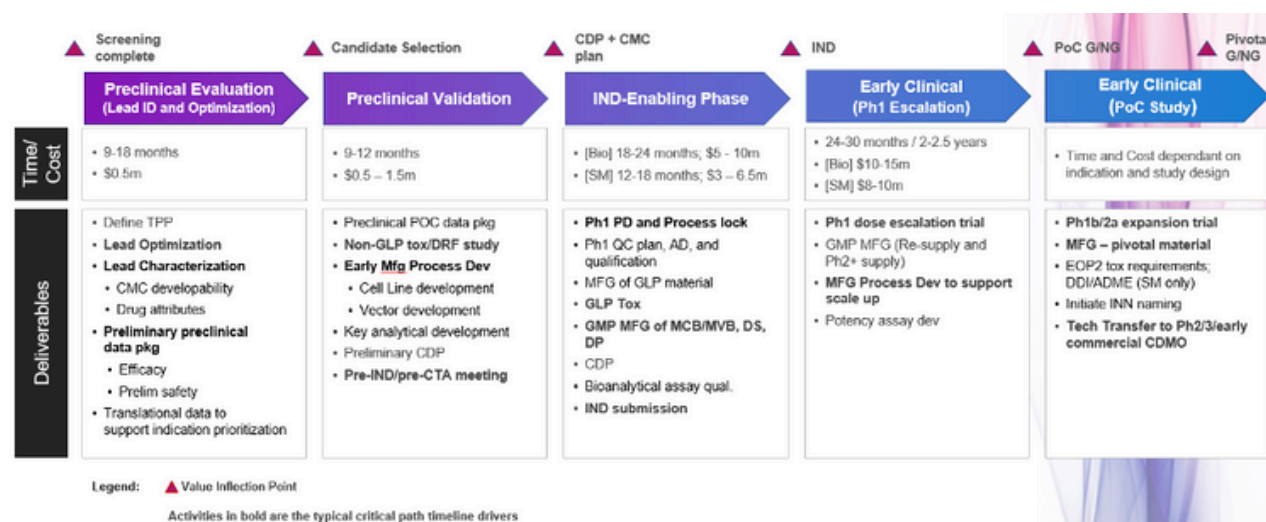 Screening
complete
Candidate Selection
CDP + CMC
plan
IND
PoC G/NG
Pivota
G/NG
Preclinical Evaluation
(Lead ID and Optimization)
Preclinical Validation
IND-Enabling Phase
Early Clinical
(Ph1 Escalation)
Early Clinical
(PoC Study)
Time/
Cost
• 9-18 months
• $0.5m
• 9-12 months
• $0.5 – 1.5m
• [Bio] 18-24 months; $5 - 10m
• [SM] 12-18 months; $3 – 6.5m
• 24-30 months / 2-2.5 years
• [Bio] $10-15m
• [SM] $8-10m
• Time and Cost dependant on
indication and study design
Deliverables
• Define TPP
• Lead Optimization
• Lead Characterization
• CMC developability
• Drug attributes
• Preliminary preclinical
data pkg
• Efficacy
• Prelim safety
• Translational data to
support indication prioritization
• Preclinical POC data pkg
• Non-GLP tox/DRF study
• Early Mfg Process Dev
• Cell Line development
• Vector development
• Key analytical development
• Preliminary CDP
• Pre-IND/pre-CTA meeting
• Ph1 PD and Process lock
• Ph1 QC plan, AD, and
qualification
• MFG of GLP material
• GLP Tox
• GMP MFG of MCB/MVB, DS,
DP
• CDP
• Bioanalytical assay qual.
• IND submission
• Ph1 dose escalation trial
• GMP MFG (Re-supply and
Ph2+ supply)
• MFG Process Dev to support
scale up
• Potency assay dev
• Ph1b/2a expansion trial
• MFG – pivotal material
• EOP2 tox requirements;
DDI/ADME (SM only)
• Initiate INN naming
• Tech Transfer to Ph2/3/early
commercial CDMO
Legend: Value Inflection Point
Activities in bold are the typical critical path timeline drivers